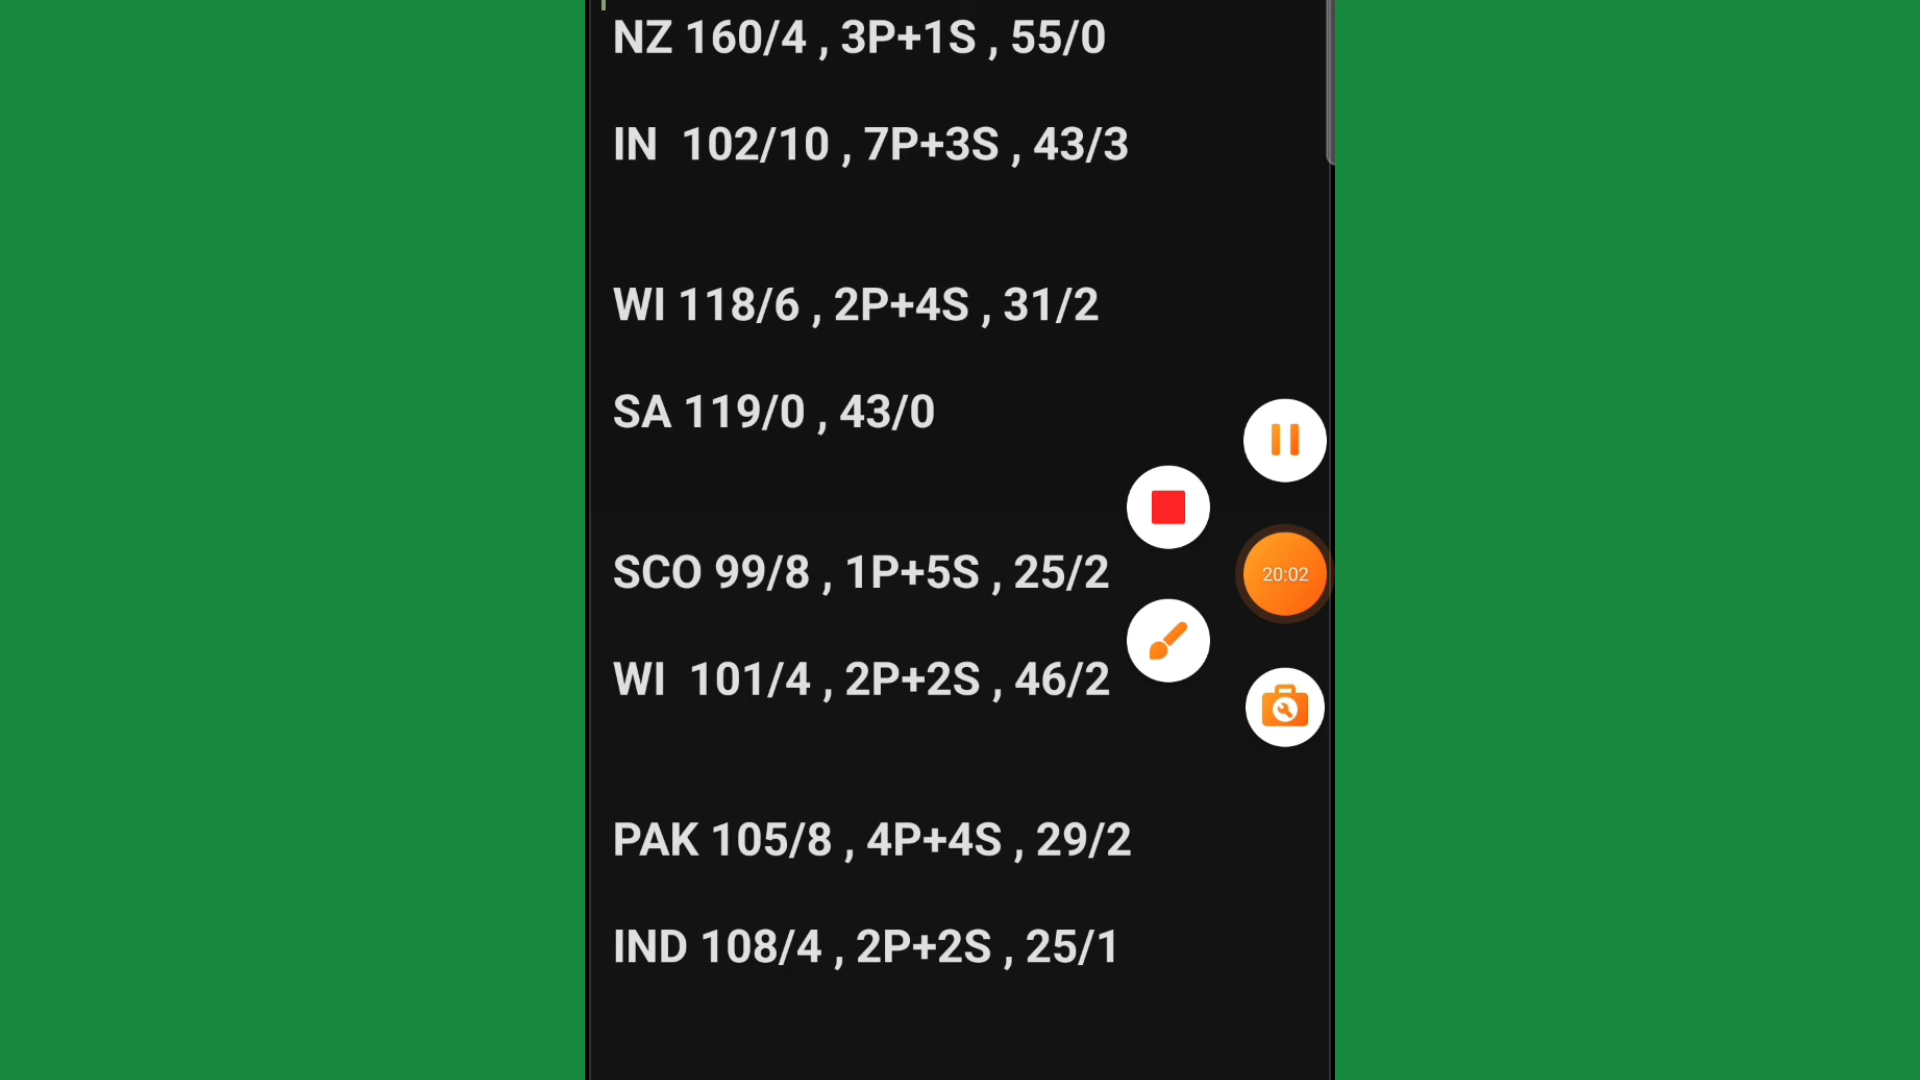 NZ 160/4 , 3P+1S , 55/0
IN 102/10 , 7P+3S , 43/3
WI 118/6 , 2P+4S , 31/2
SA 119/0 , 43/0
SCO 99/8 , 1P+5S , 25/2
20:02
WI 101/4 , 2P+2S , 46/2
PAK 105/8 , 4P+4S , 29/2
IND 108/4 , 2P+2S , 25/1